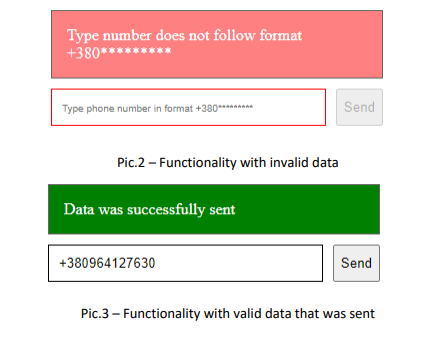 Type number does not follow format
+380*********
Type phone number in format +380*********
Send
Pic.2 – Functionality with invalid data
Data was successfully sent
+380964127630
Send
Pic.3 – Functionality with valid data that was sent